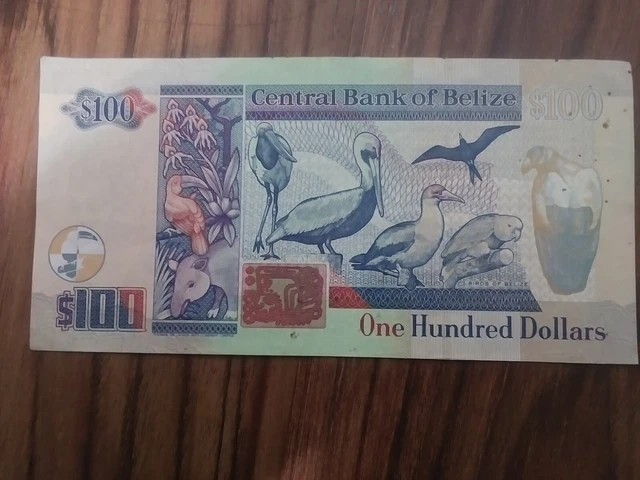 $100
Central Bank of Belize
$100
$100
BIRDS OF BELIZE
One Hundred Dollars